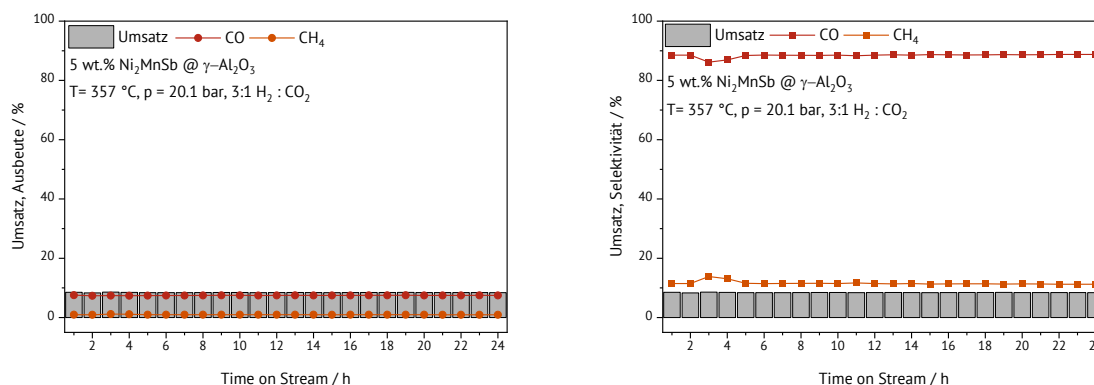 100
80
60
40
20
0
Umsatz, Ausbeute / %
Umsatz CO CH₄
5 wt.% Ni₂MnSb @ γ–Al₂O₃
T= 357 °C, p = 20.1 bar, 3:1 H₂ : CO₂
2 4 6 8 10 12 14 16 18 20 22 24
Time on Stream / h
100
80
60
40
20
0
Umsatz, Selektivität / %
Umsatz CO CH₄
5 wt.% Ni₂MnSb @ γ–Al₂O₃
T= 357 °C, p = 20.1 bar, 3:1 H₂ : CO₂
2 4 6 8 10 12 14 16 18 20 22 24
Time on Stream / h